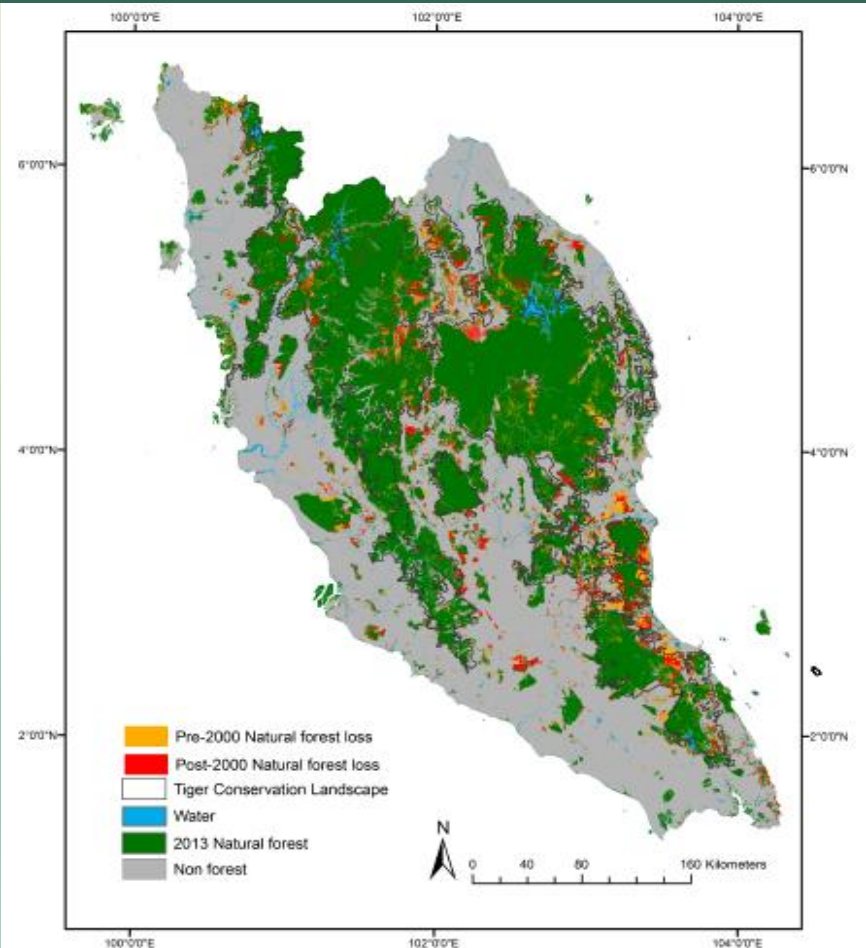 100°0'0"E 102°0'0"E 104°0'0"E
6°0'0"N 6°0'0"N
4°0'0"N 4°0'0"N
2°0'0"N 2°0'0"N
Pre-2000 Natural forest loss
Post-2000 Natural forest loss
Tiger Conservation Landscape
Water
2013 Natural forest
Non forest
N
0 40 80 160 Kilometers
100°0'0"E 102°0'0"E 104°0'0"E